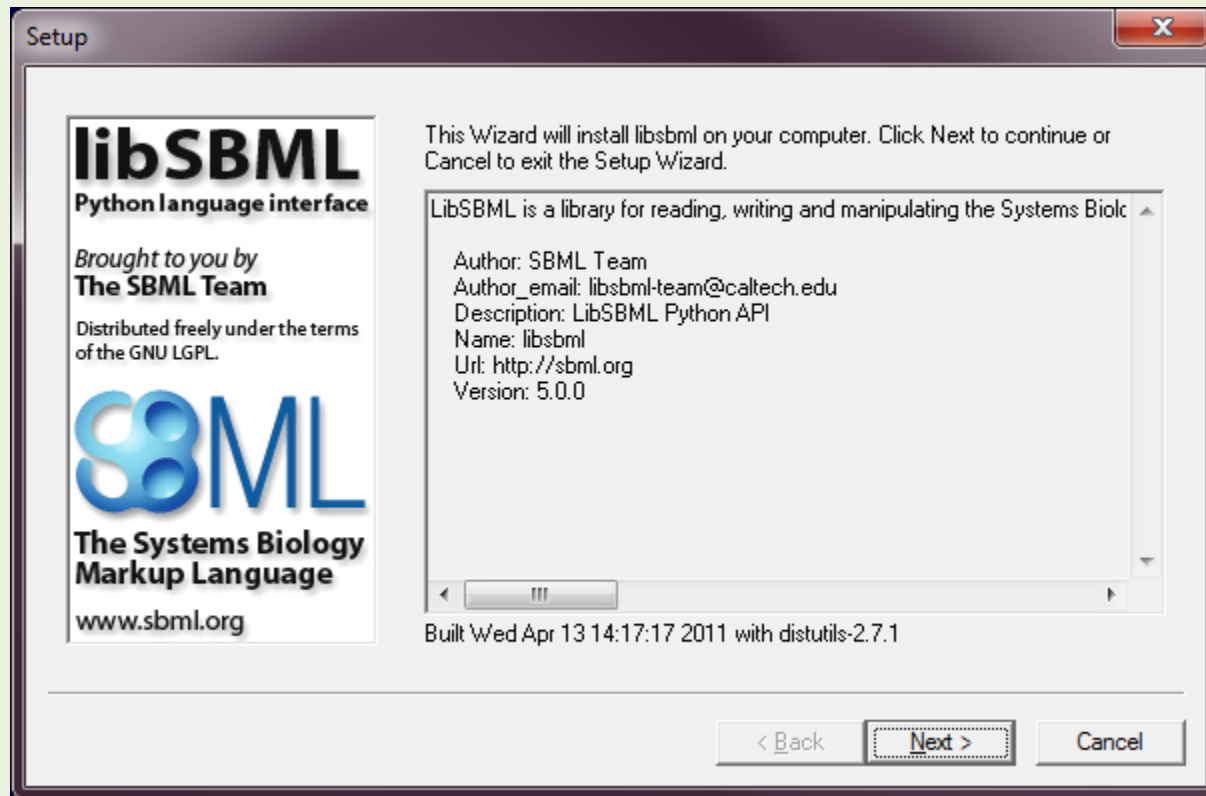 Setup
libSBML
Python language interface
Brought to you by
The SBML Team
Distributed freely under the terms
of the GNU LGPL.
SBML
The Systems Biology
Markup Language
www.sbml.org
This Wizard will install libsbml on your computer. Click Next to continue or
Cancel to exit the Setup Wizard.
LibSBML is a library for reading, writing and manipulating the Systems
Author: SBML Team
Author_email: libsbml-team@caltech.edu
Description: LibSBML Python API
Name: libsbml
Url: http://sbml.org
Version: 5.0.0
Built Wed Apr 13 14:17:17 2011 with distutils-2.7.1
< Back
Next >
Cancel